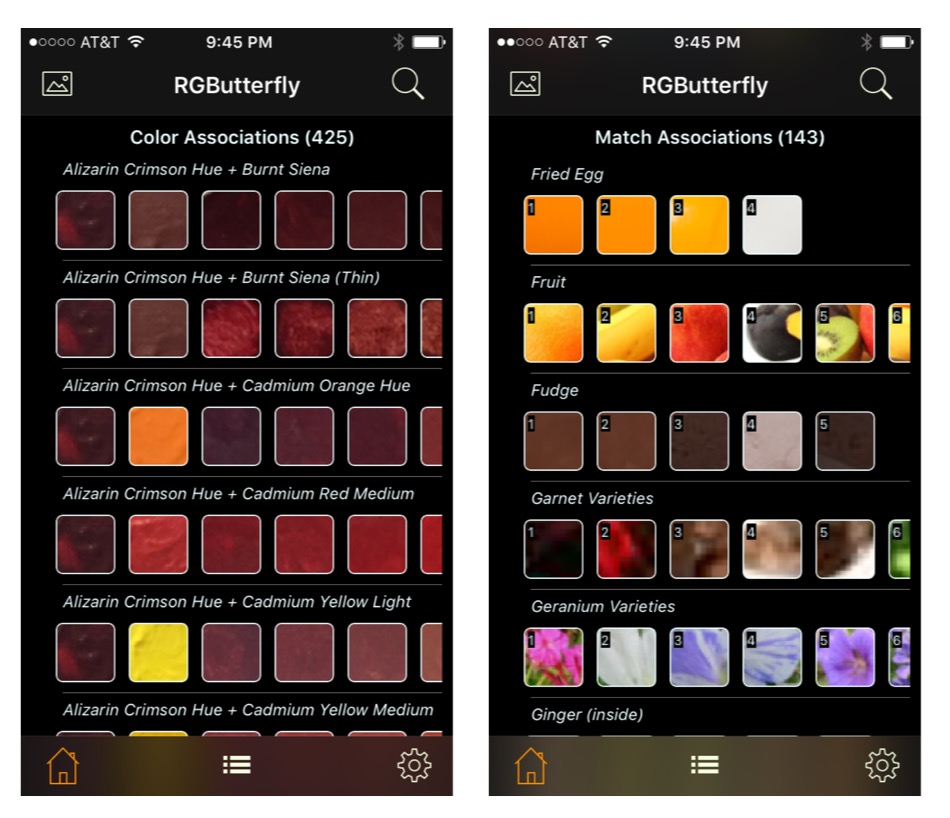 AT&T 9:45 PM
RGButterfly
Color Associations (425)
Alizarin Crimson Hue + Burnt Siena
Alizarin Crimson Hue + Burnt Siena (Thin)
Alizarin Crimson Hue + Cadmium Orange Hue
Alizarin Crimson Hue + Cadmium Red Medium
Alizarin Crimson Hue + Cadmium Yellow Light
Alizarin Crimson Hue + Cadmium Yellow Medium
AT&T 9:45 PM
RGButterfly
Match Associations (143)
Fried Egg
1 2 3 4
Fruit
1 2 3 4 5 6
Fudge
1 2 3 4 5
Garnet Varieties
1 2 3 4 5 6
Geranium Varieties
1 2 3 4 5 6
Ginger (inside)